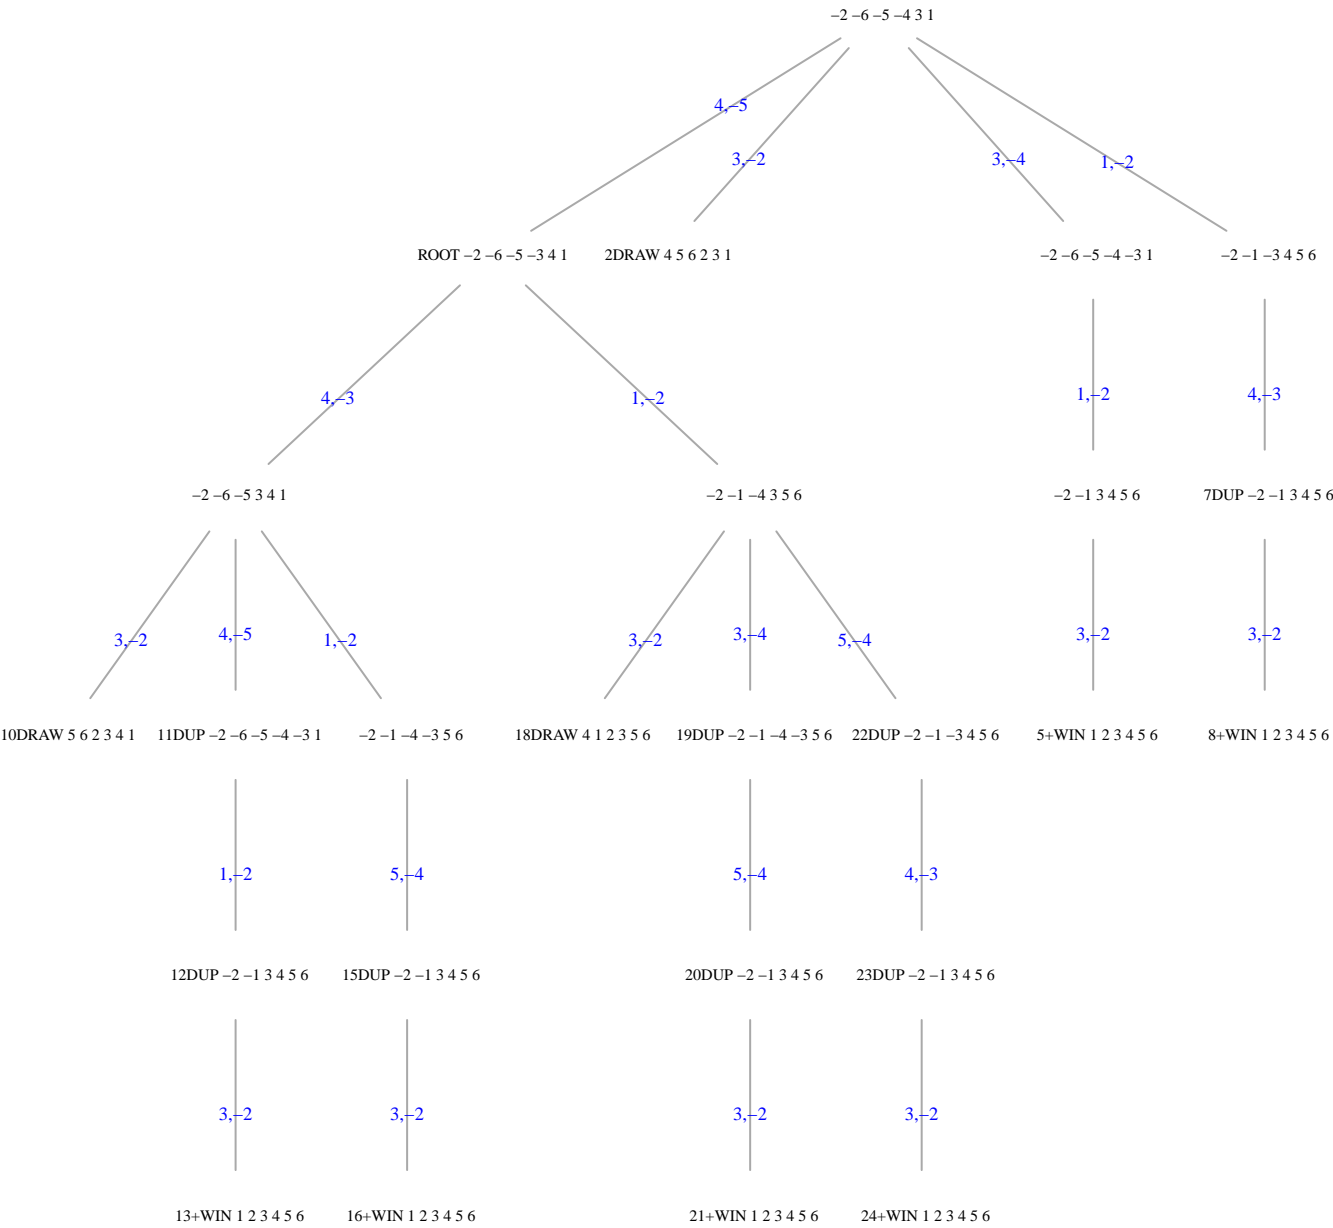 –2 –6 –5 –4 3 1
4,–5
3,–2
3,–4
1,–2
ROOT –2 –6 –5 –3 4 1
2DRAW 4 5 6 2 3 1
–2 –6 –5 –4 –3 1
–2 –1 –3 4 5 6
4,–3
1,–2
1,–2
4,–3
–2 –6 –5 3 4 1
–2 –1 –4 3 5 6
–2 –1 3 4 5 6
7DUP –2 –1 3 4 5 6
3,–2
4,–5
1,–2
3,–2
3,–4
5,–4
3,–2
3,–2
10DRAW 5 6 2 3 4 1
11DUP –2 –6 –5 –4 –3 1
–2 –1 –4 –3 5 6
18DRAW 4 1 2 3 5 6
19DUP –2 –1 –4 –3 5 6
22DUP –2 –1 –3 4 5 6
5+WIN 1 2 3 4 5 6
8+WIN 1 2 3 4 5 6
1,–2
5,–4
5,–4
4,–3
12DUP –2 –1 3 4 5 6
15DUP –2 –1 3 4 5 6
20DUP –2 –1 3 4 5 6
23DUP –2 –1 3 4 5 6
3,–2
3,–2
3,–2
3,–2
13+WIN 1 2 3 4 5 6
16+WIN 1 2 3 4 5 6
21+WIN 1 2 3 4 5 6
24+WIN 1 2 3 4 5 6